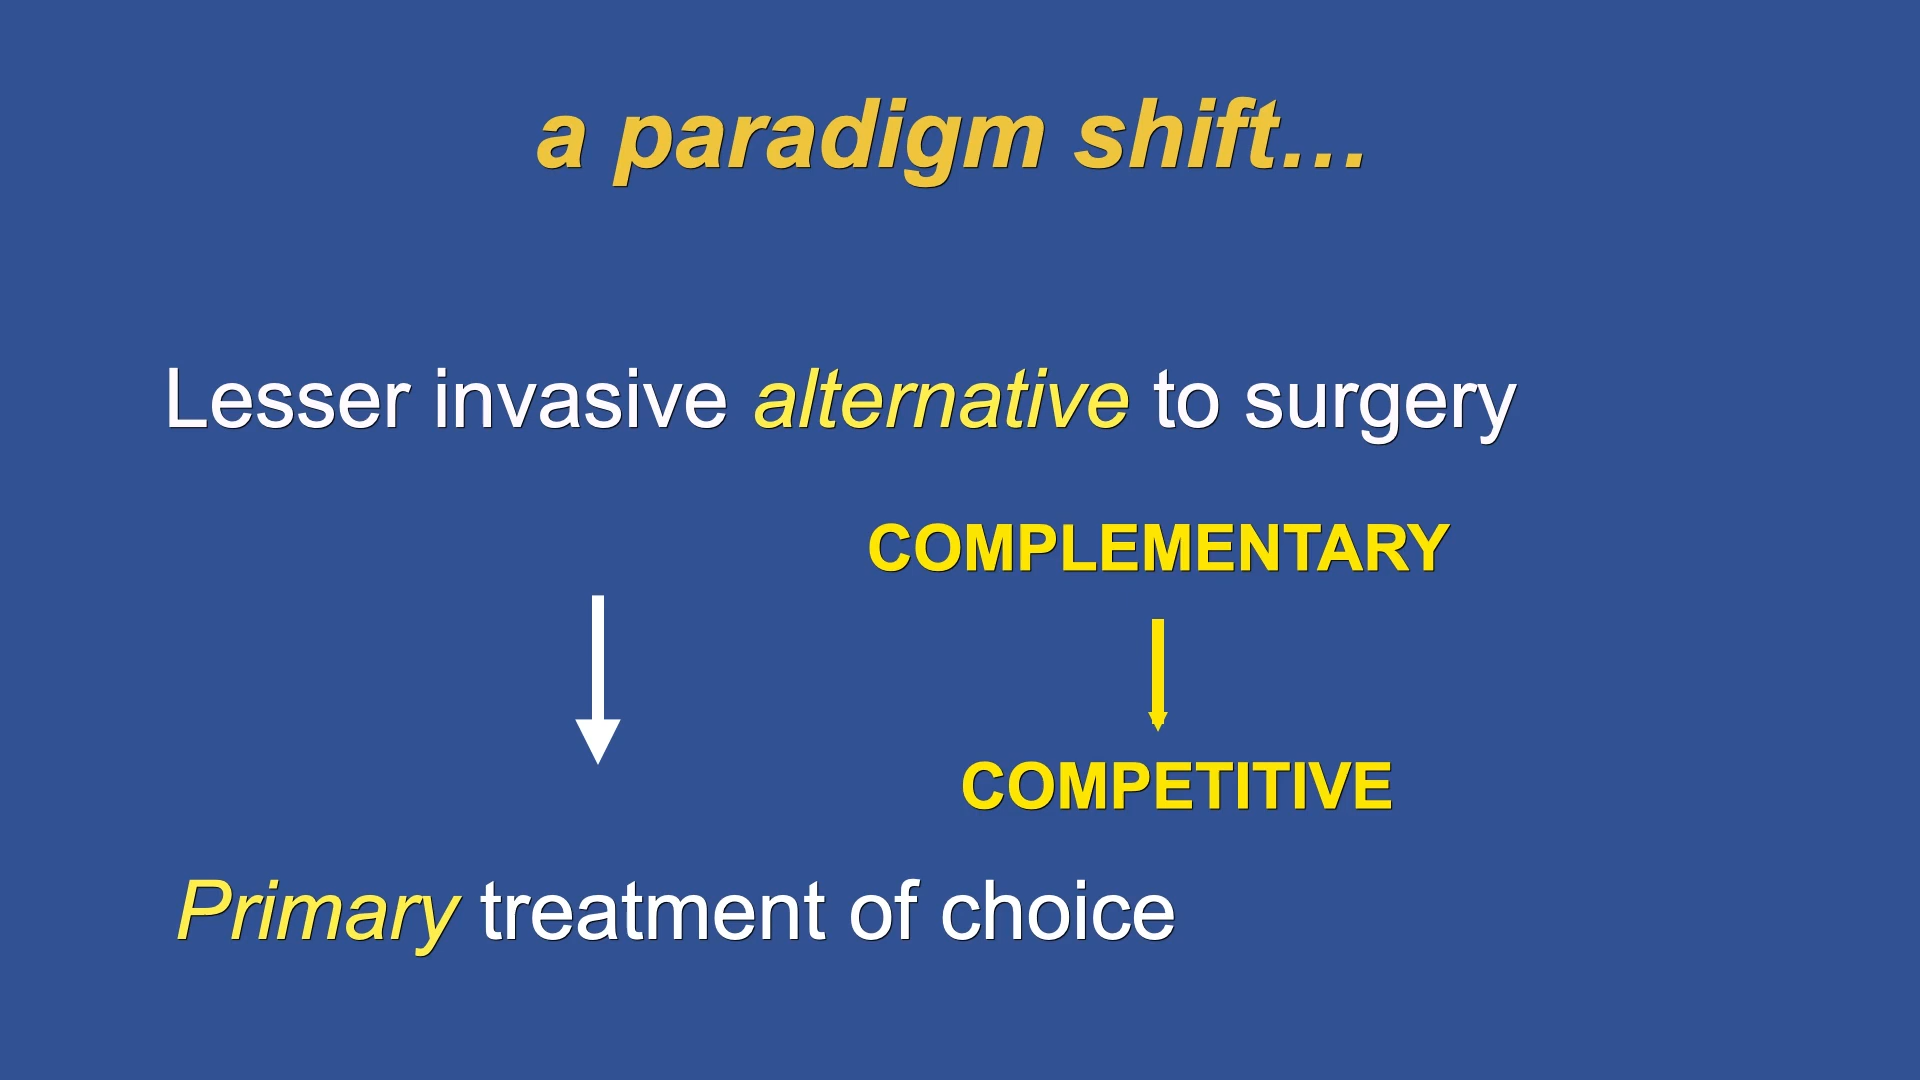 a paradigm shift…
Lesser invasive alternative to surgery
COMPLEMENTARY
COMPETITIVE
Primary treatment of choice